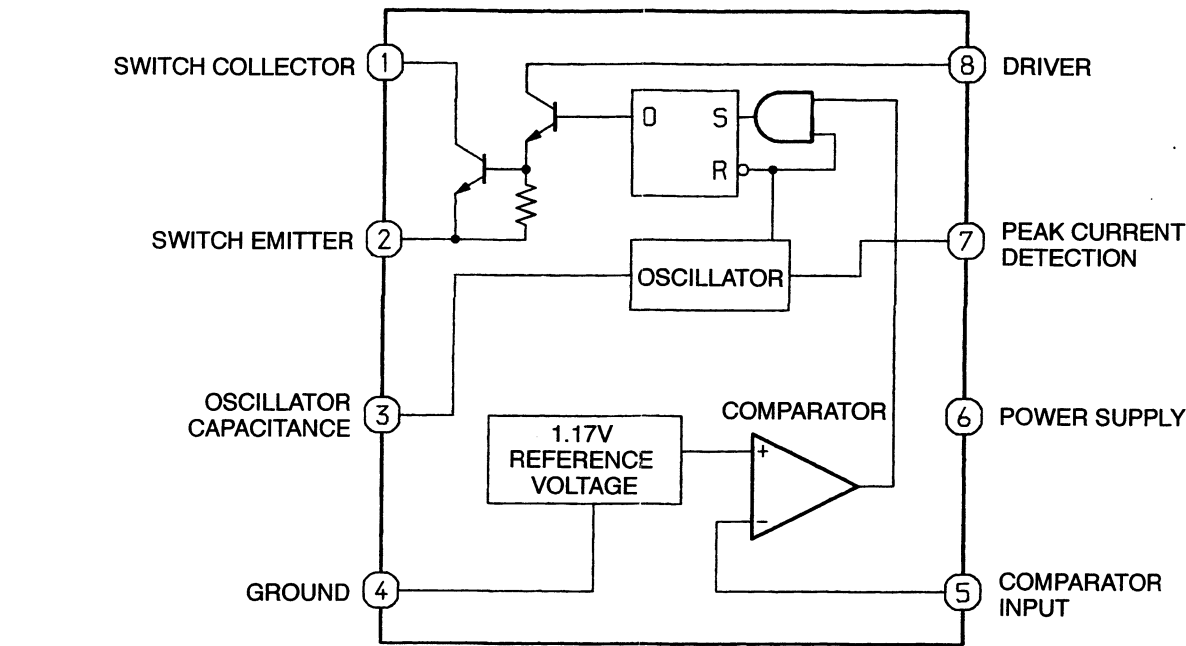 SWITCH COLLECTOR
1
8
DRIVER
O
S
R
SWITCH EMITTER
2
7
PEAK CURRENT
DETECTION
OSCILLATOR
OSCILLATOR
CAPACITANCE
3
COMPARATOR
6
POWER SUPPLY
1.17V
REFERENCE
VOLTAGE
+
−
GROUND
4
5
COMPARATOR
INPUT